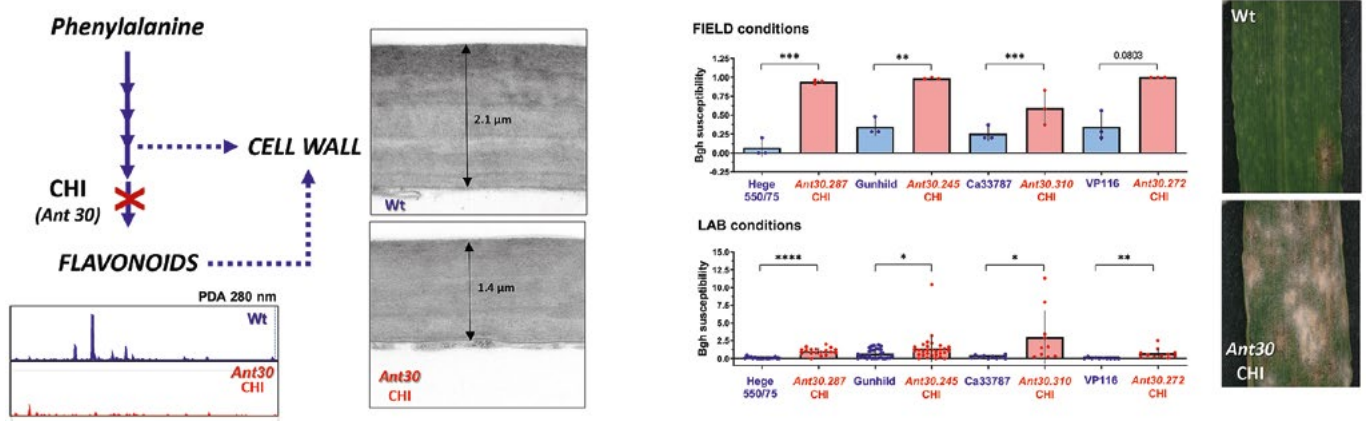 Phenylalanine
CELL WALL
CHI
(Ant 30)
FLAVONOIDS
PDA 280 nm
Wt
Ant30
CHI
2.1 µm
Wt
1.4 µm
Ant30
CHI
FIELD conditions
Bgh susceptibility
1.25
1.00
0.75
0.50
0.25
0.00
-0.25
***
**
***
0.0803
Hege 550/75
Ant30.287 CHI
Gunhild
Ant30.245 CHI
Ca33787
Ant30.310 CHI
VP116
Ant30.272 CHI
LAB conditions
Bgh susceptibility
15.0
12.5
10.0
7.5
5.0
2.5
0.0
****
*
*
**
Hege 550/75
Ant30.287 CHI
Gunhild
Ant30.245 CHI
Ca33787
Ant30.310 CHI
VP116
Ant30.272 CHI
Wt
Ant30
CHI